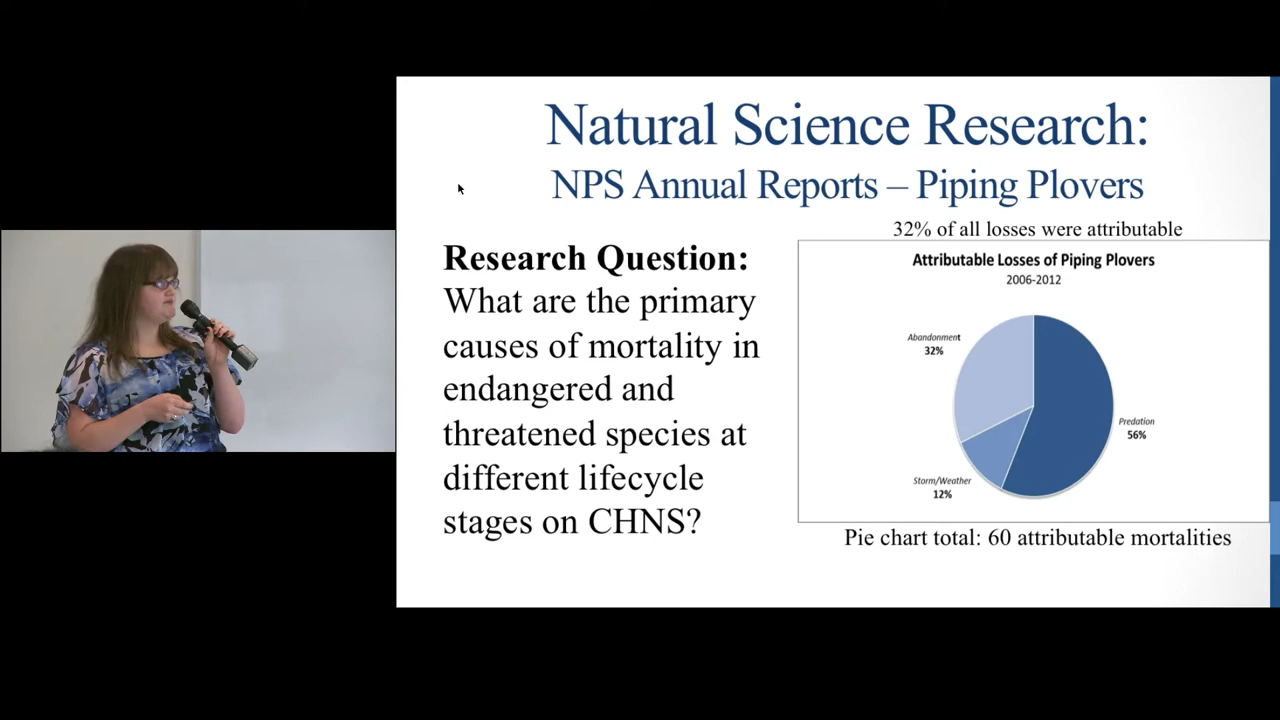 Natural Science Research:
NPS Annual Reports – Piping Plovers
32% of all losses were attributable
Research Question:
What are the primary
causes of mortality in
endangered and
threatened species at
different lifecycle
stages on CHNS?
Attributable Losses of Piping Plovers
2006-2012
Abandonment
32%
Predation
56%
Storm/Weather
12%
Pie chart total: 60 attributable mortalities